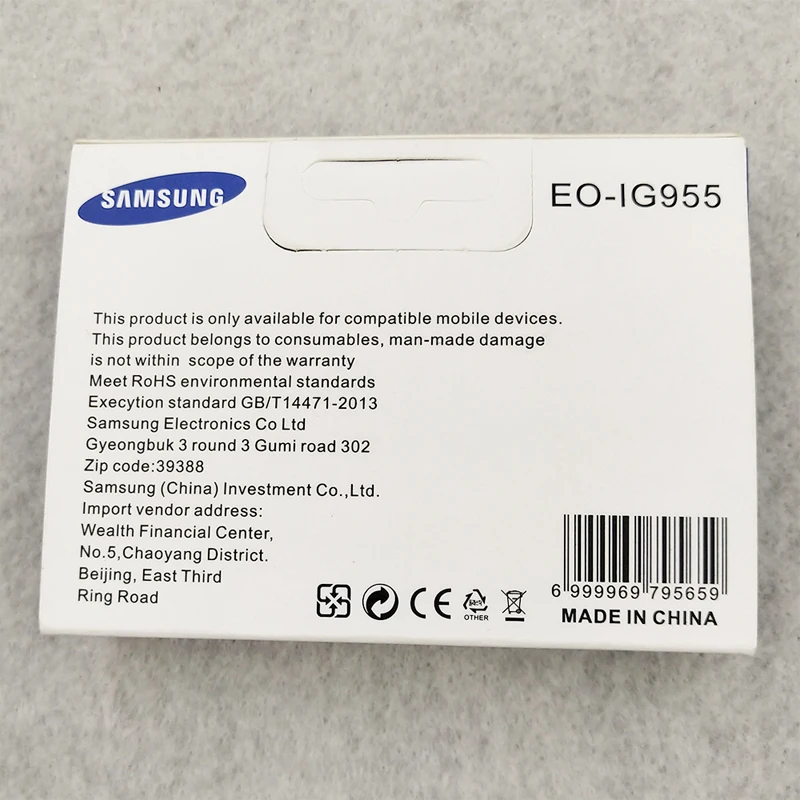 SAMSUNG
EO-IG955
This product is only available for compatible mobile devices.
This product belongs to consumables, man-made damage
is not within scope of the warranty
Meet RoHS environmental standards
Execytion standard GB/T14471-2013
Samsung Electronics Co Ltd
Gyeongbuk 3 round 3 Gumi road 302
Zip code:39388
Samsung (China) Investment Co.,Ltd.
Import vendor address:
Wealth Financial Center,
No.5,Chaoyang District.
Beijing, East Third
Ring Road
CE
OTHER
6 999969 795659
MADE IN CHINA